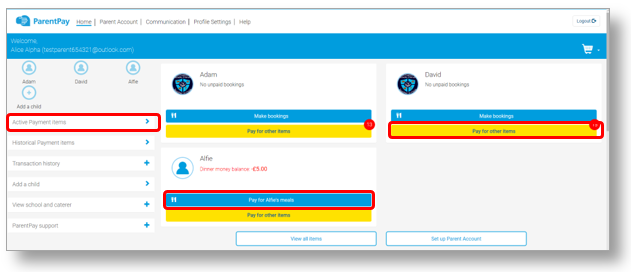 ParentPay Home | Parent Account | Communication | Profile Settings | Help
Logout
Welcome,
Alice Alpha (testparent654321@outlook.com)
Adam David Alfie
Add a child
Active Payment items
Historical Payment items
Transaction history
Add a child
View school and caterer
ParentPay support
Adam
No unpaid bookings
Make bookings
13
Pay for other items
David
No unpaid bookings
Make bookings
Pay for other items
Alfie
Dinner money balance: -£5.00
Pay for Alfie's meals
Pay for other items
View all items
Set up Parent Account